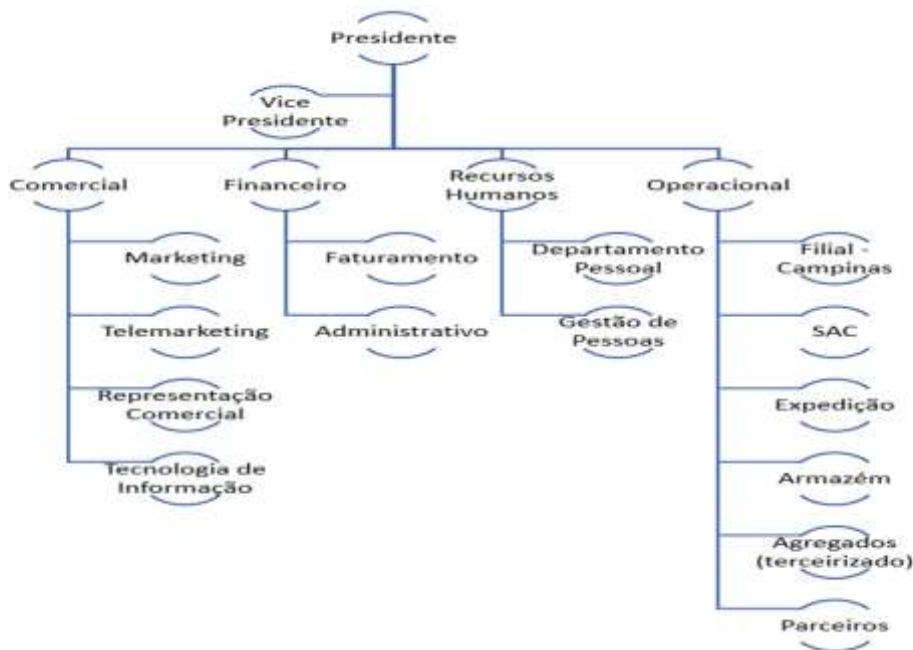 Presidente
Vice
Presidente
Comercial
Financeiro
Recursos
Humanos
Operacional
Marketing
Faturamento
Departamento
Pessoal
Filial -
Campinas
Telemarketing
Administrativo
Gestão de
Pessoas
SAC
Representação
Comercial
Expedição
Tecnologia de
Informação
Armazém
Agregados
(terceirizado)
Parceiros